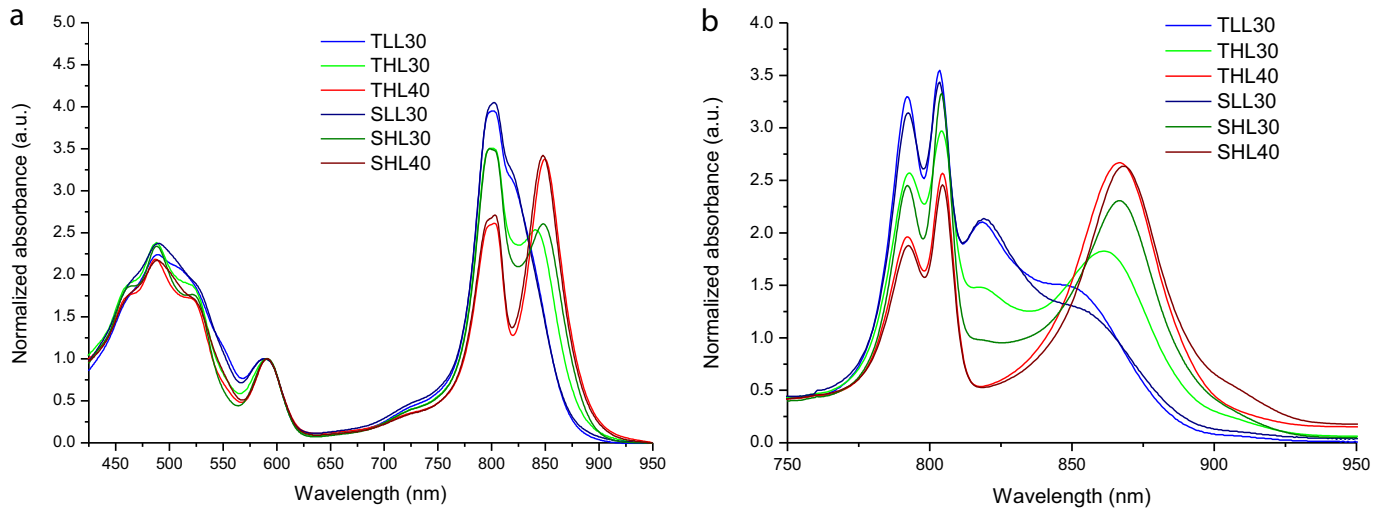 a
Normalized absorbance (a.u.)
5.0
4.5
4.0
3.5
3.0
2.5
2.0
1.5
1.0
0.5
0.0
TLL30
THL30
THL40
SLL30
SHL30
SHL40
450 500 550 600 650 700 750 800 850 900 950
Wavelength (nm)
b
Normalized absorbance (a.u.)
4.0
3.5
3.0
2.5
2.0
1.5
1.0
0.5
0.0
TLL30
THL30
THL40
SLL30
SHL30
SHL40
750 800 850 900 950
Wavelength (nm)